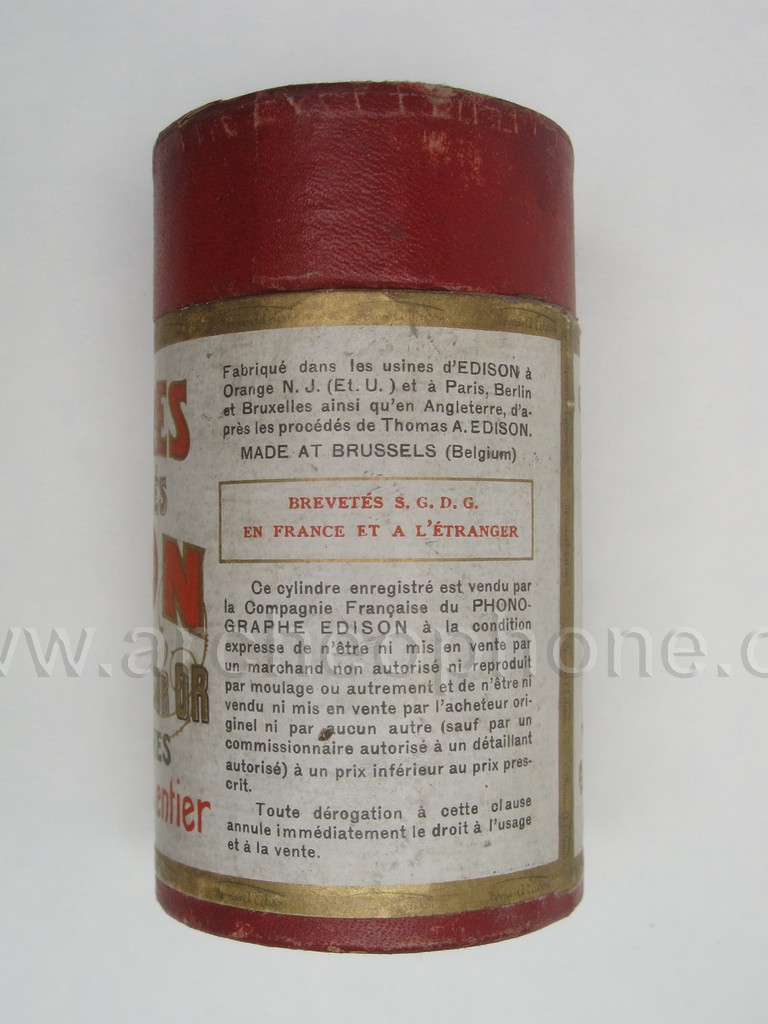 Fabriqué dans les usines d'EDISON à
Orange N. J. (Et. U. ) et à Paris, Berlin
et Bruxelles ainsi qu'en Angleterre, d'a-
près les procédés de Thomas A. EDISON.
MADE AT BRUSSELS (Belgium)
BREVETÉS S. G. D. G.
EN FRANCE ET A L'ÉTRANGER
Ce cylindre enregistré est vendu par
la Compagnie Française du PHONO-
GRAPHE EDISON à la condition
expresse de n'être ni mis en vente par
un marchand non autorisé ni reproduit
par moulage ou autrement et de n'être ni
vendu ni mis en vente par l'acheteur ori-
ginel ni par aucun autre (sauf par un
commissionnaire autorisé à un détaillant
autorisé) à un prix inférieur au prix pres-
crit.
Toute dérogation à cette clause
annule immédiatement le droit à l'usage
et à la vente.
OR
entier